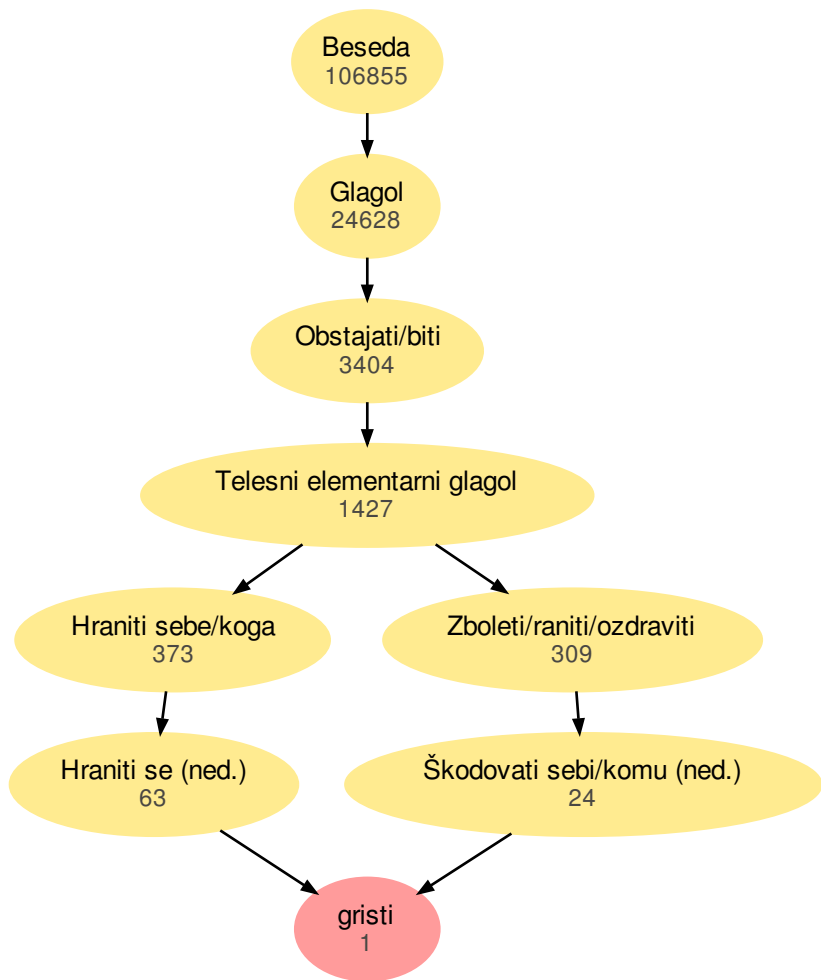 Beseda
106855
Glagol
24628
Obstajati/biti
3404
Telesni elementarni glagol
1427
Hraniti sebe/koga
373
Zboleti/raniti/ozdraviti
309
Hraniti se (ned.)
63
Škodovati sebi/komu (ned.)
24
gristi
1